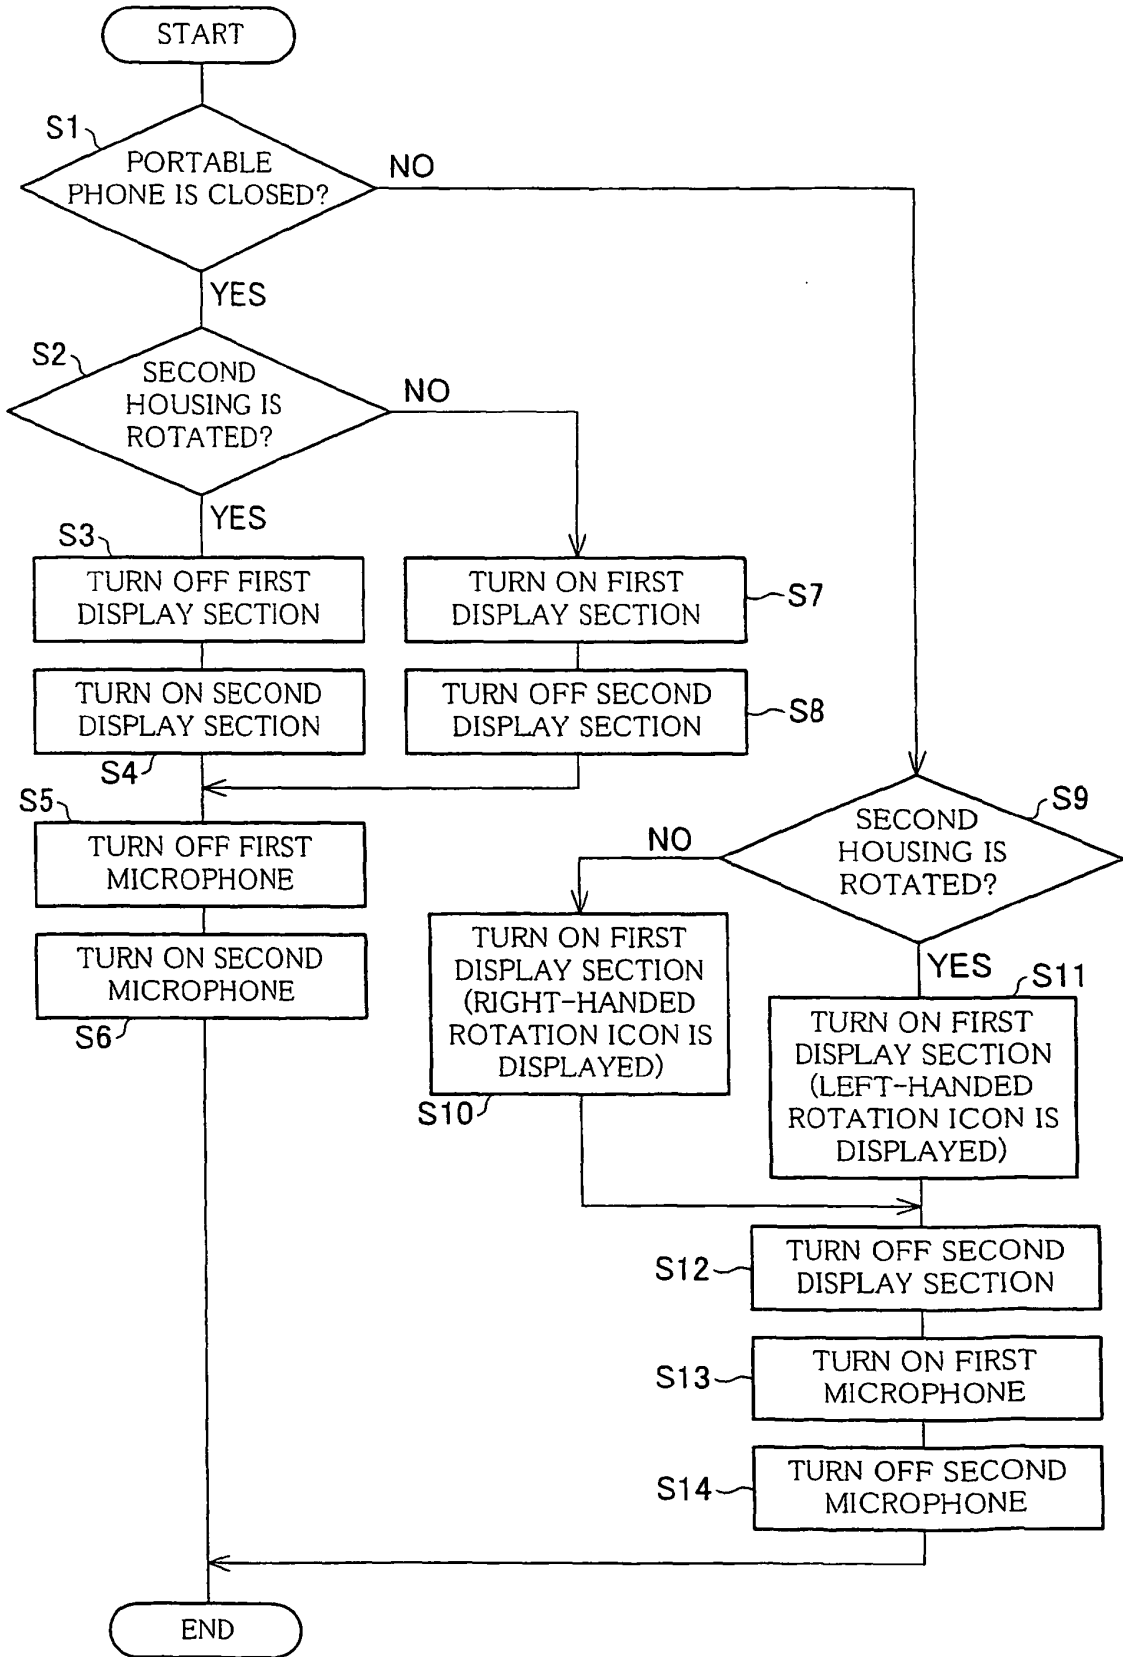 START
S1
PORTABLE
PHONE IS CLOSED?
NO
YES
S2
SECOND
HOUSING IS
ROTATED?
NO
YES
S3
TURN OFF FIRST
DISPLAY SECTION
TURN ON FIRST
DISPLAY SECTION
S7
TURN ON SECOND
DISPLAY SECTION
S4
TURN OFF SECOND
DISPLAY SECTION
S8
S5
TURN OFF FIRST
MICROPHONE
TURN ON SECOND
MICROPHONE
S6
S9
SECOND
HOUSING IS
ROTATED?
NO
YES
TURN ON FIRST
DISPLAY SECTION
(RIGHT-HANDED
ROTATION ICON IS
DISPLAYED)
S10
S11
TURN ON FIRST
DISPLAY SECTION
(LEFT-HANDED
ROTATION ICON IS
DISPLAYED)
S12
TURN OFF SECOND
DISPLAY SECTION
S13
TURN ON FIRST
MICROPHONE
S14
TURN OFF SECOND
MICROPHONE
END